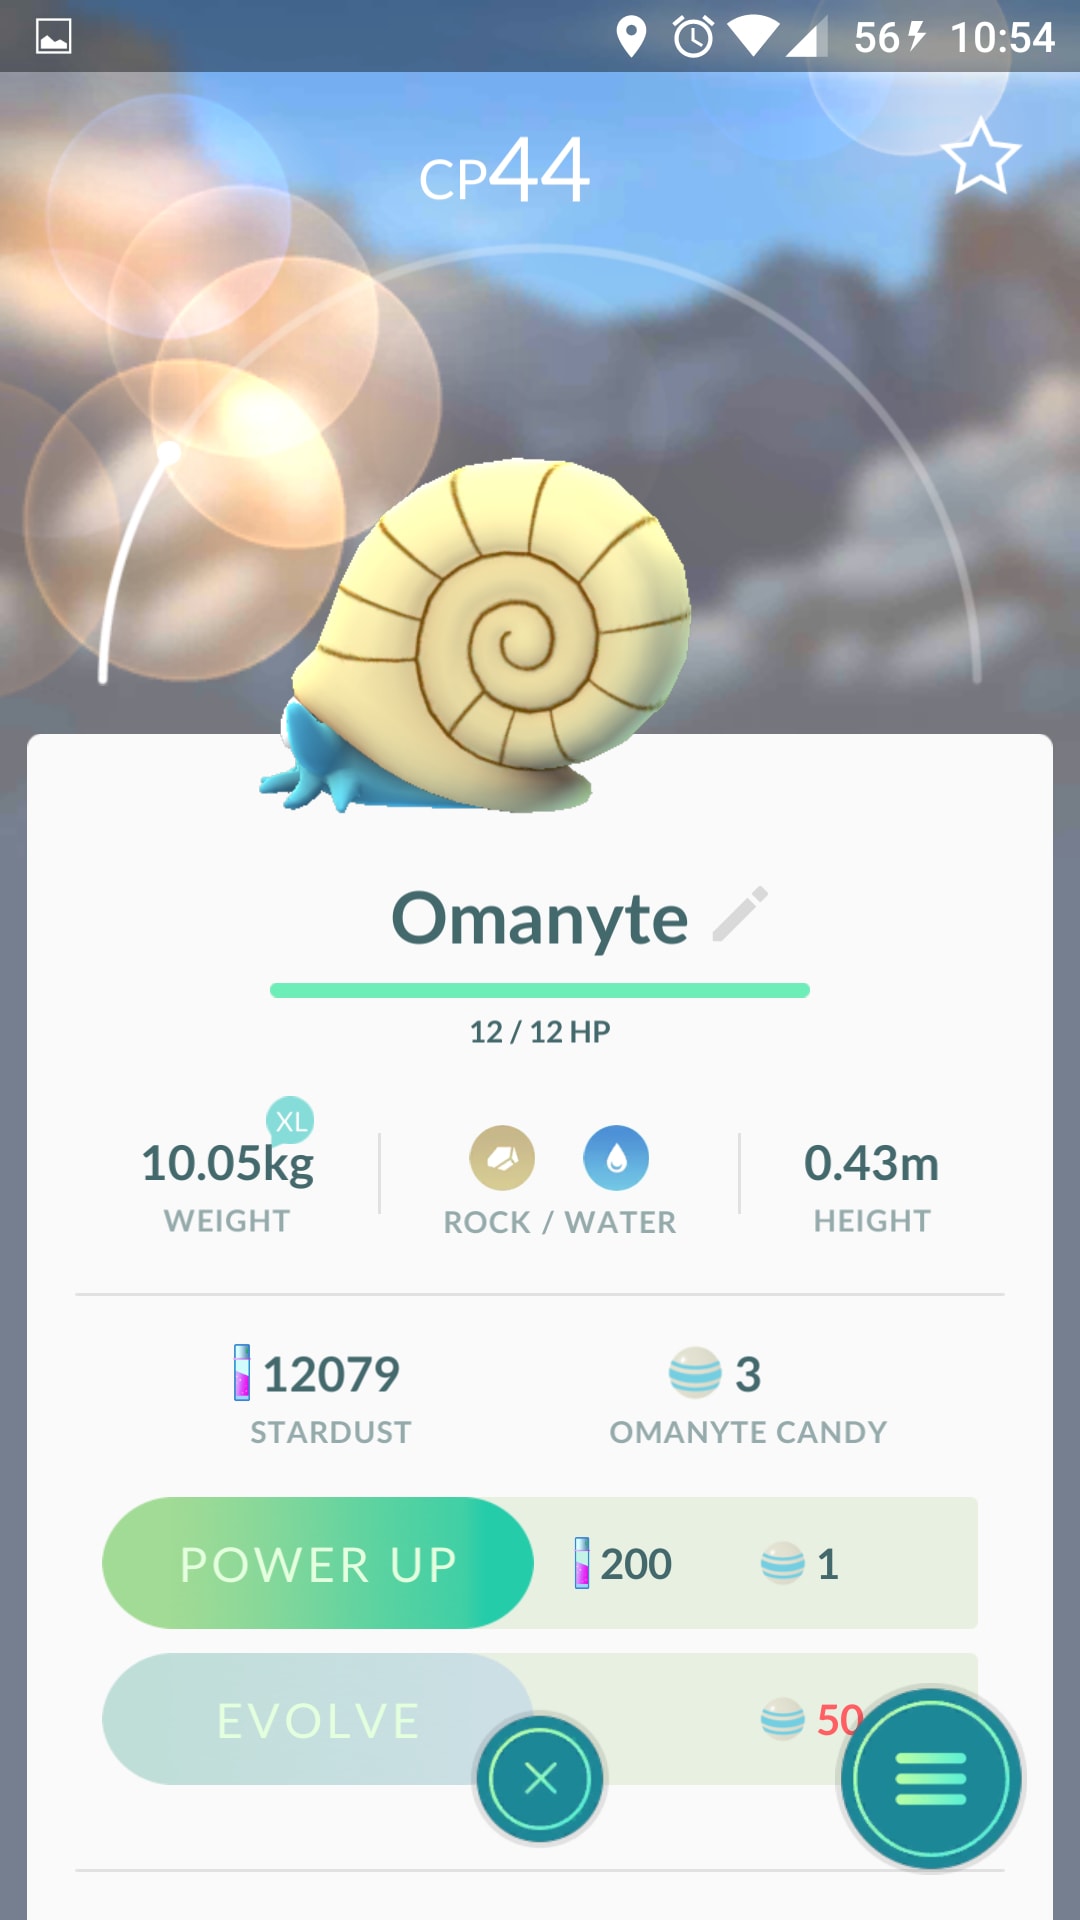 56 10:54
CP44
Omanyte
12 / 12 HP
XL
10.05kg
WEIGHT
ROCK / WATER
0.43m
HEIGHT
12079
STARDUST
3
OMANYTE CANDY
POWER UP 200 1
EVOLVE 50